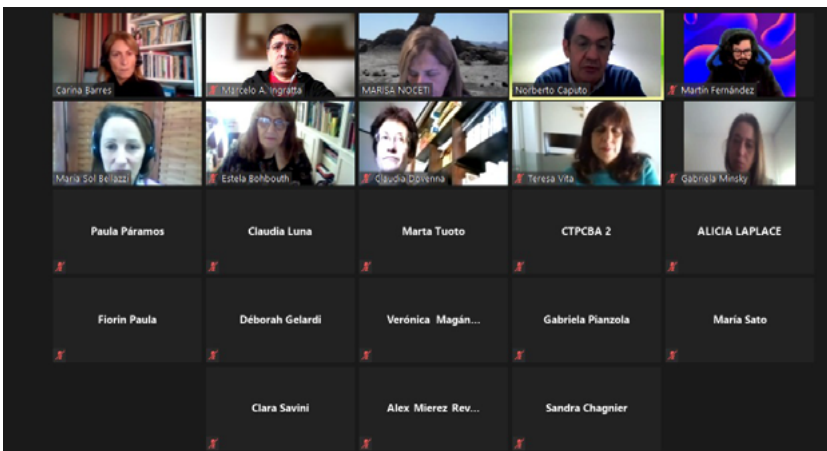 Carina Barres
Marcelo A. Ingratta
MARISA NOCETI
Norberto Caputo
Martín Fernández
María Sol Bellazzi
Estela Bohbouth
Claudia Dovenna
Teresa Vita
Gabriela Minsky
Paula Páramos
Claudia Luna
Marta Tuoto
CTPCBA 2
ALICIA LAPLACE
Fiorin Paula
Déborah Gelardi
Verónica Magán...
Gabriela Pianzola
María Sato
Clara Savini
Alex Mierez Rev...
Sandra Chagnier